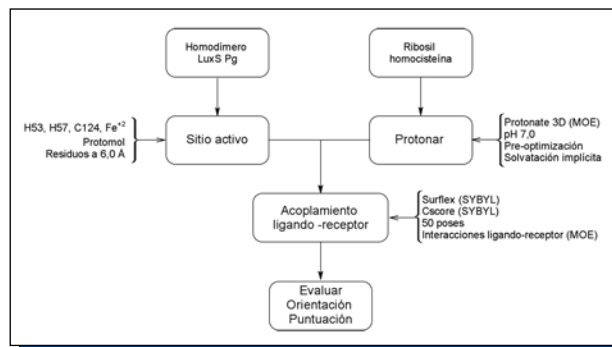 Homodímero
LuxS Pg
Ribosil
homocisteína
H53, H57, C124, Fe+2
Protomol
Residuos a 6,0 Å
Sitio activo
Protonar
Protonate 3D (MOE)
pH 7,0
Pre-optimización
Solvatación implícita
Acoplamiento
ligando -receptor
Surflex (SYBYL)
Cscore (SYBYL)
50 poses
Interacciones ligando-receptor (MOE)
Evaluar
Orientación
Puntuación